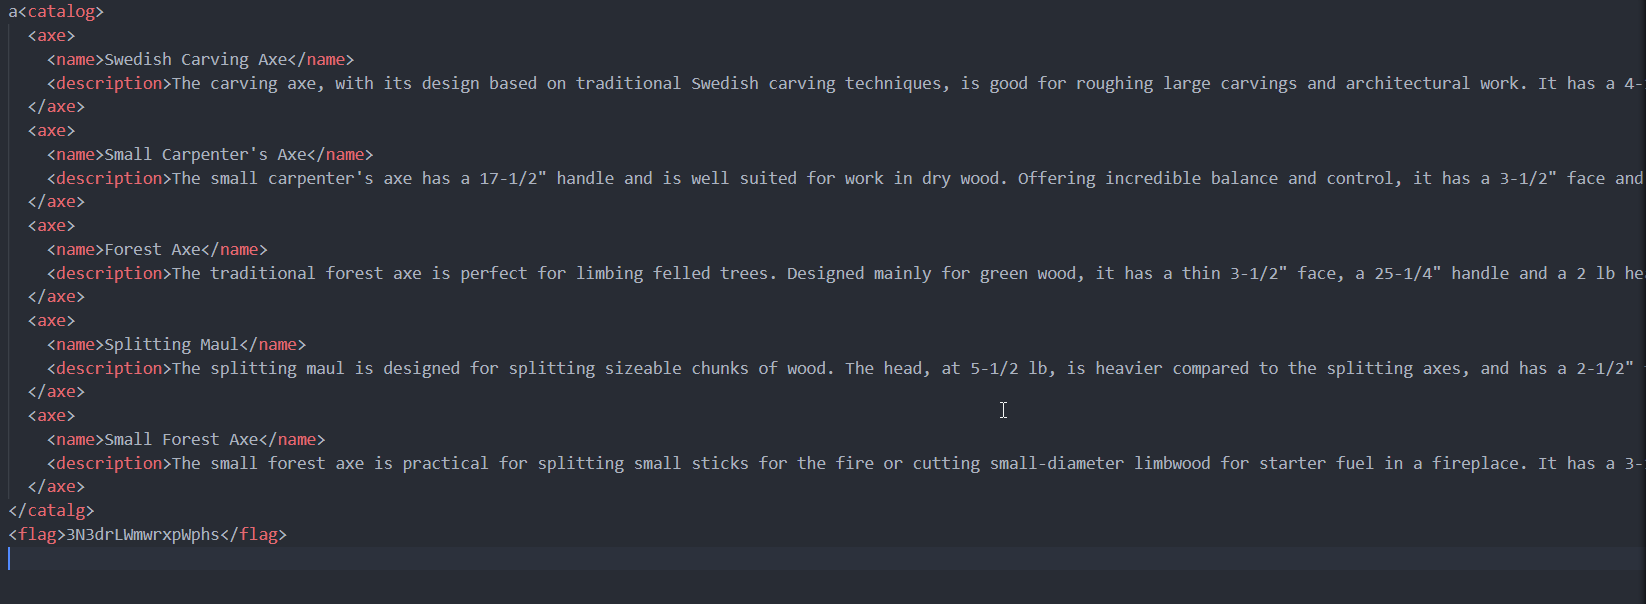 a<catalog>
<axe>
<name>Swedish Carving Axe</name>
<description>The carving axe, with its design based on traditional Swedish carving techniques, is good for roughing large carvings and architectural work. It has a 4-
</axe>
<axe>
<name>Small Carpenter's Axe</name>
<description>The small carpenter's axe has a 17-1/2" handle and is well suited for work in dry wood. Offering incredible balance and control, it has a 3-1/2" face and
</axe>
<axe>
<name>Forest Axe</name>
<description>The traditional forest axe is perfect for limbing felled trees. Designed mainly for green wood, it has a thin 3-1/2" face, a 25-1/4" handle and a 2 lb he
</axe>
<axe>
<name>Splitting Maul</name>
<description>The splitting maul is designed for splitting sizeable chunks of wood. The head, at 5-1/2 lb, is heavier compared to the splitting axes, and has a 2-1/2"
</axe>
<axe>
<name>Small Forest Axe</name>
<description>The small forest axe is practical for splitting small sticks for the fire or cutting small-diameter limbwood for starter fuel in a fireplace. It has a 3-
</axe>
</catalg>
<flag>3N3drLWmwrxpWphs</flag>